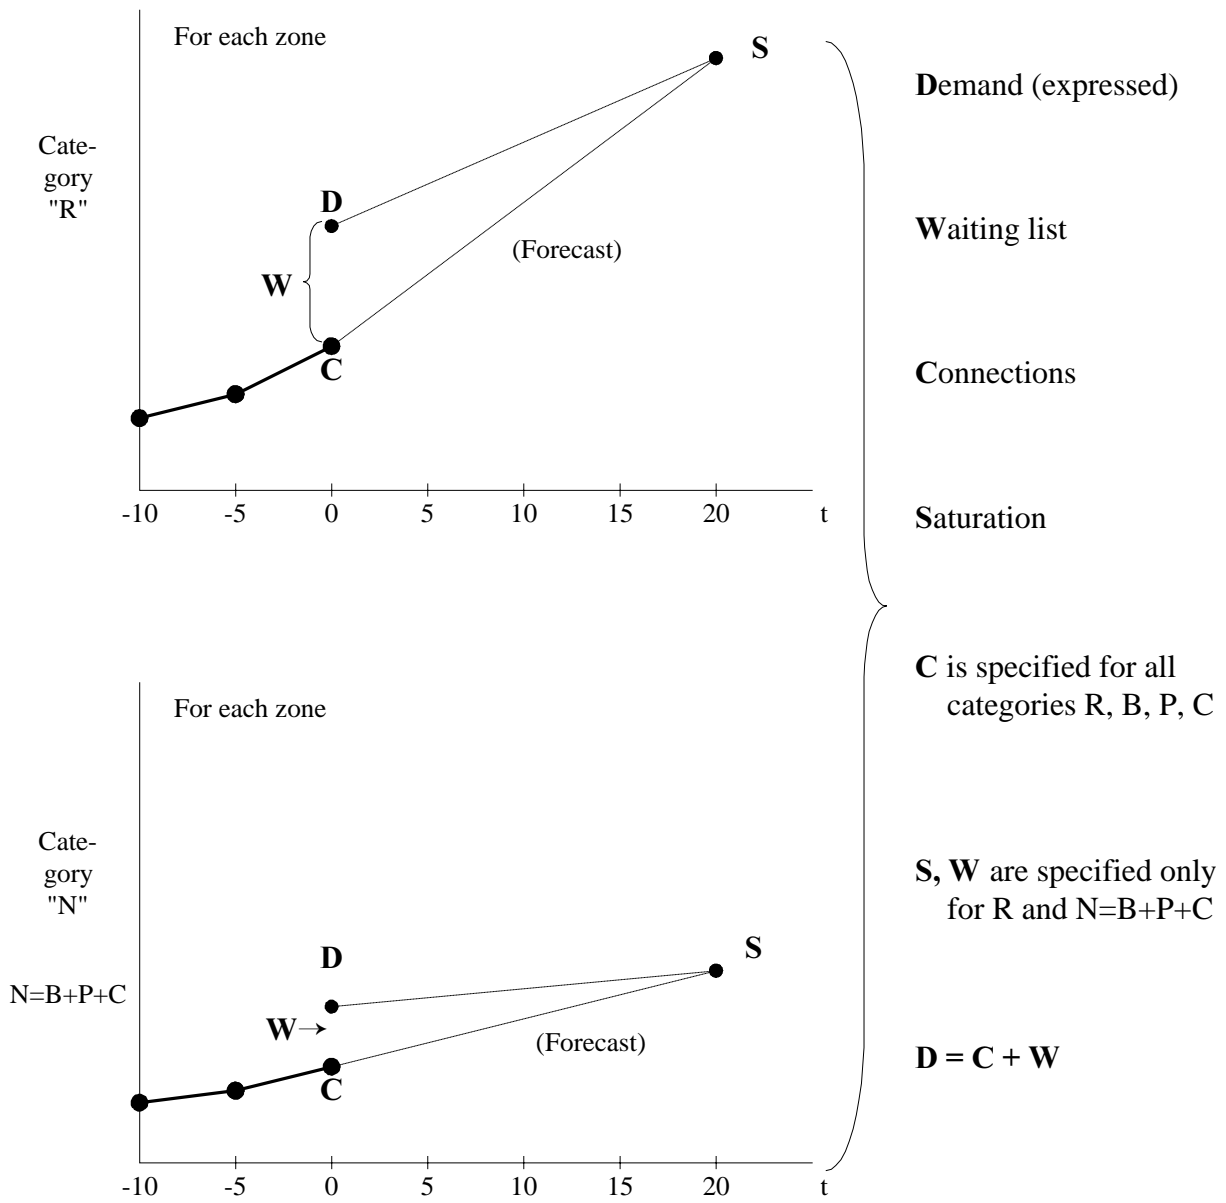 For each zone
S
Cate-
gory
"R"
D
(Forecast)
W
C
-10 -5 0 5 10 15 20 t
For each zone
Cate-
gory
"N"
D
S
N=B+P+C
W
(Forecast)
C
-10 -5 0 5 10 15 20 t
Demand (expressed)
Waiting list
Connections
Saturation
C is specified for all
categories R, B, P, C
S, W are specified only
for R and N=B+P+C
D = C + W